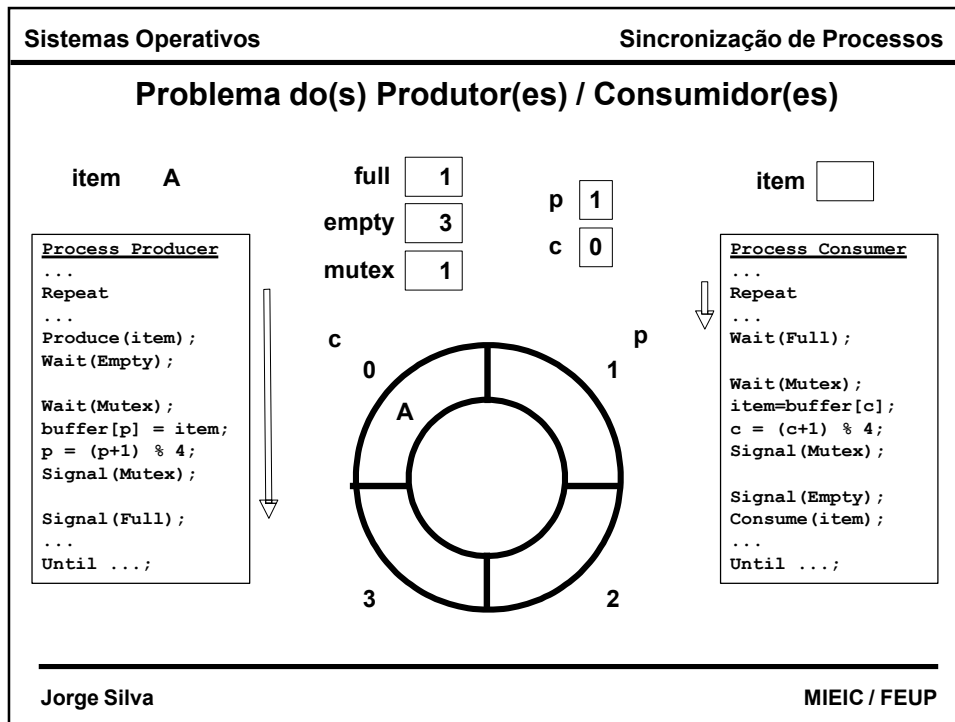 Sistemas Operativos
Sincronização de Processos
Problema do(s) Produtor(es) / Consumidor(es)
item A
full 1
empty 3
mutex 1
p 1
c 0
item
Process Producer
...
Repeat
...
Produce(item);
Wait(Empty);
Wait(Mutex);
buffer[p] = item;
p = (p+1) % 4;
Signal(Mutex);
Signal(Full);
...
Until ...;
c
0
p
1
A
3
2
Process Consumer
...
Repeat
...
Wait(Full);
Wait(Mutex);
item=buffer[c];
c = (c+1) % 4;
Signal(Mutex);
Signal(Empty);
Consume(item);
...
Until ...;
Jorge Silva
MIEIC / FEUP